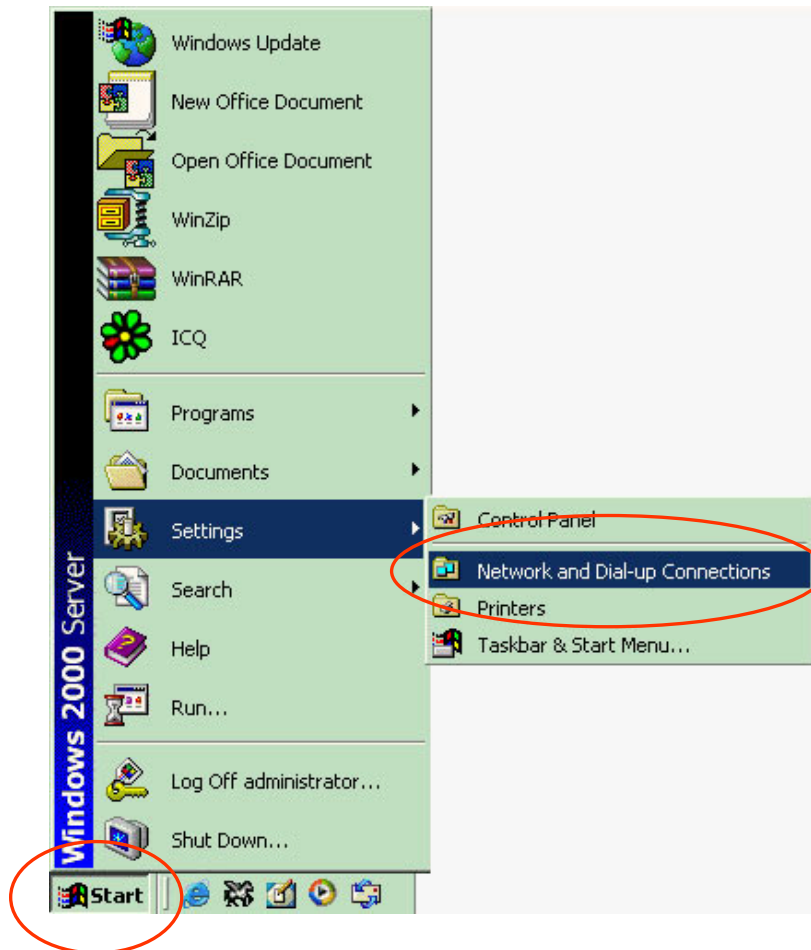 Windows Update
New Office Document
Open Office Document
WinZip
WinRAR
ICQ
Programs
Documents
Settings
Search
Help
Run...
Log Off administrator...
Shut Down...
Windows 2000 Server
Control Panel
Network and Dial-up Connections
Printers
Taskbar & Start Menu...
Start